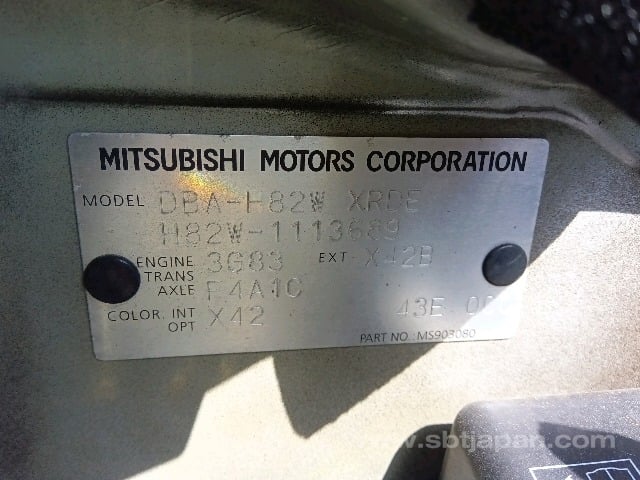 MITSUBISHI MOTORS CORPORATION
MODEL DBA-H82W XRDE
H82W-1113689
ENGINE 3G83 EXT X42B
TRANS
AXLE F4A1C
COLOR, INT X42 43E
OPT
PART NO.: MS903080
www.sbtjapan.com